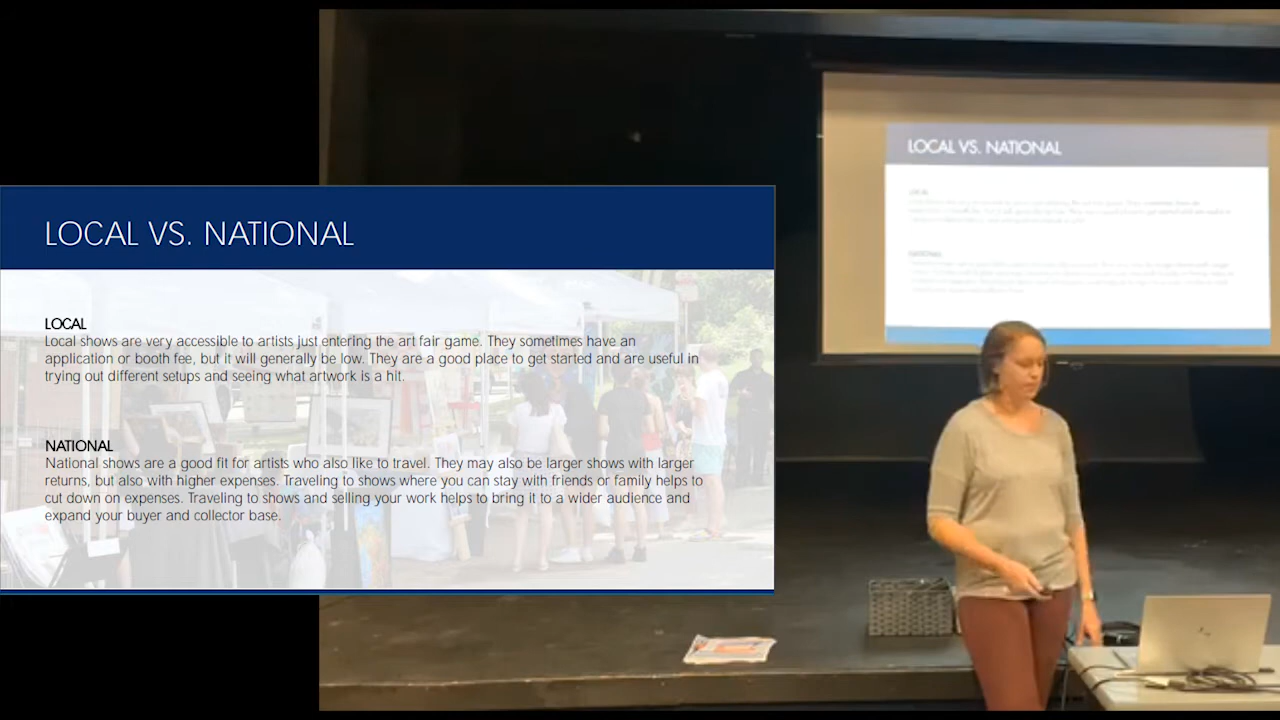 LOCAL VS. NATIONAL
LOCAL
Local shows are very accessible to artists just entering the art fair game. They sometimes have an
application or booth fee, but it will generally be low. They are a good place to get started and are useful in
trying out different setups and seeing what artwork is a hit.
NATIONAL
National shows are a good fit for artists who also like to travel. They may also be larger shows with larger
returns, but also with higher expenses. Traveling to shows where you can stay with friends or family helps to
cut down on expenses. Traveling to shows and selling your work helps to bring it to a wider audience and
expand your buyer and collector base.
LOCAL VS. NATIONAL